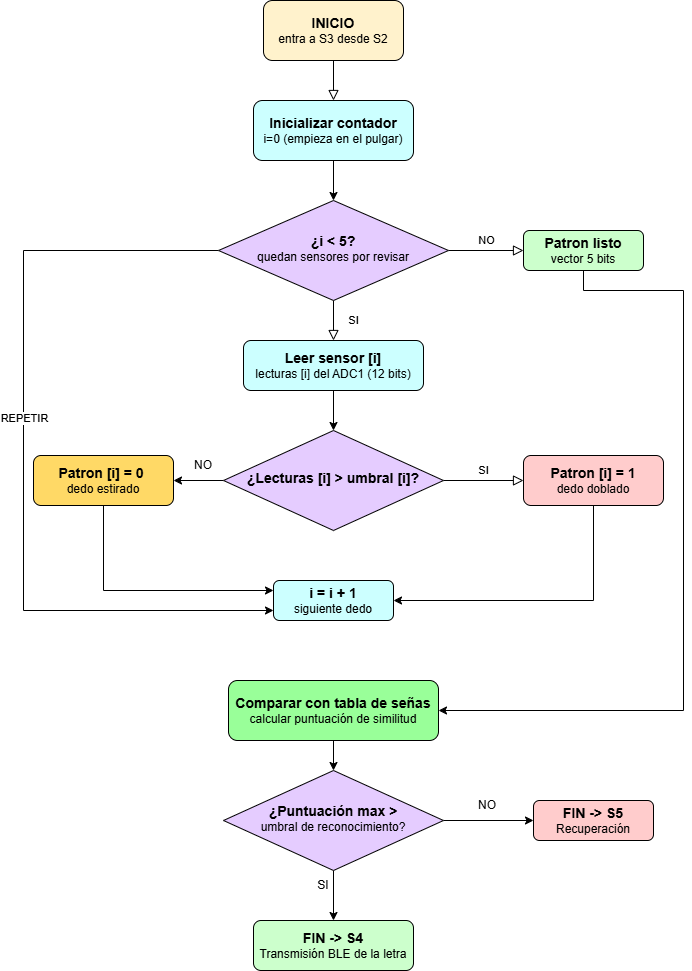 INICIO
entra a S3 desde S2
Inicializar contador
i=0 (empieza en el pulgar)
¿i < 5?
quedan sensores por revisar
NO
Patron listo
vector 5 bits
SI
Leer sensor [i]
lecturas [i] del ADC1 (12 bits)
REPETIR
¿Lecturas [i] > umbral [i]?
NO
Patron [i] = 0
dedo estirado
SI
Patron [i] = 1
dedo doblado
i = i + 1
siguiente dedo
Comparar con tabla de señas
calcular puntuación de similitud
¿Puntuación max >
umbral de reconocimiento?
NO
FIN -> S5
Recuperación
SI
FIN -> S4
Transmisión BLE de la letra